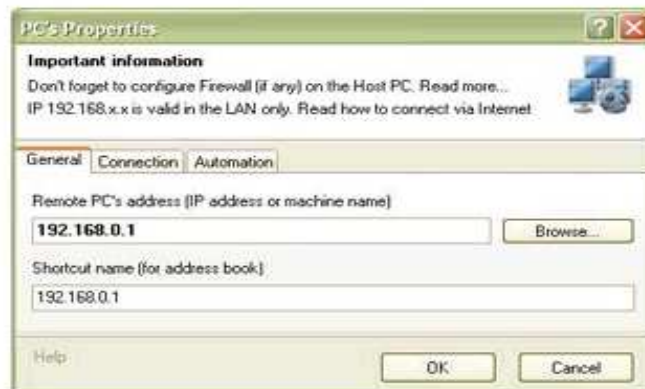 PC's Properties
Important information
Don't forget to configure Firewall (if any) on the Host PC. Read more...
IP 192.168.x.x is valid in the LAN only. Read how to connect via Internet
General Connection Automation
Remote PC's address (IP address or machine name)
192.168.0.1 Browse...
Shortcut name (for address book)
192.168.0.1
Help OK Cancel